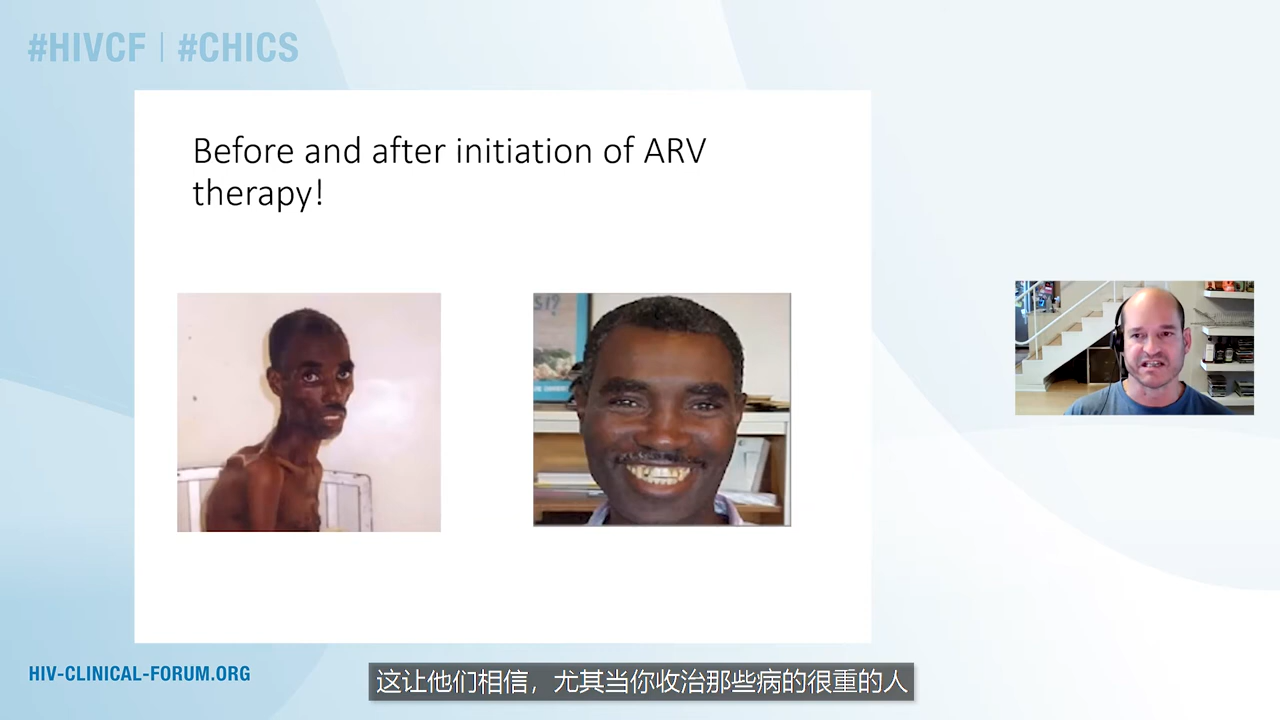 #HIVCF | #CHICS
Before and after initiation of ARV
therapy!
HIV-CLINICAL-FORUM.ORG
这让他们相信，尤其当你收治那些病的很重的人